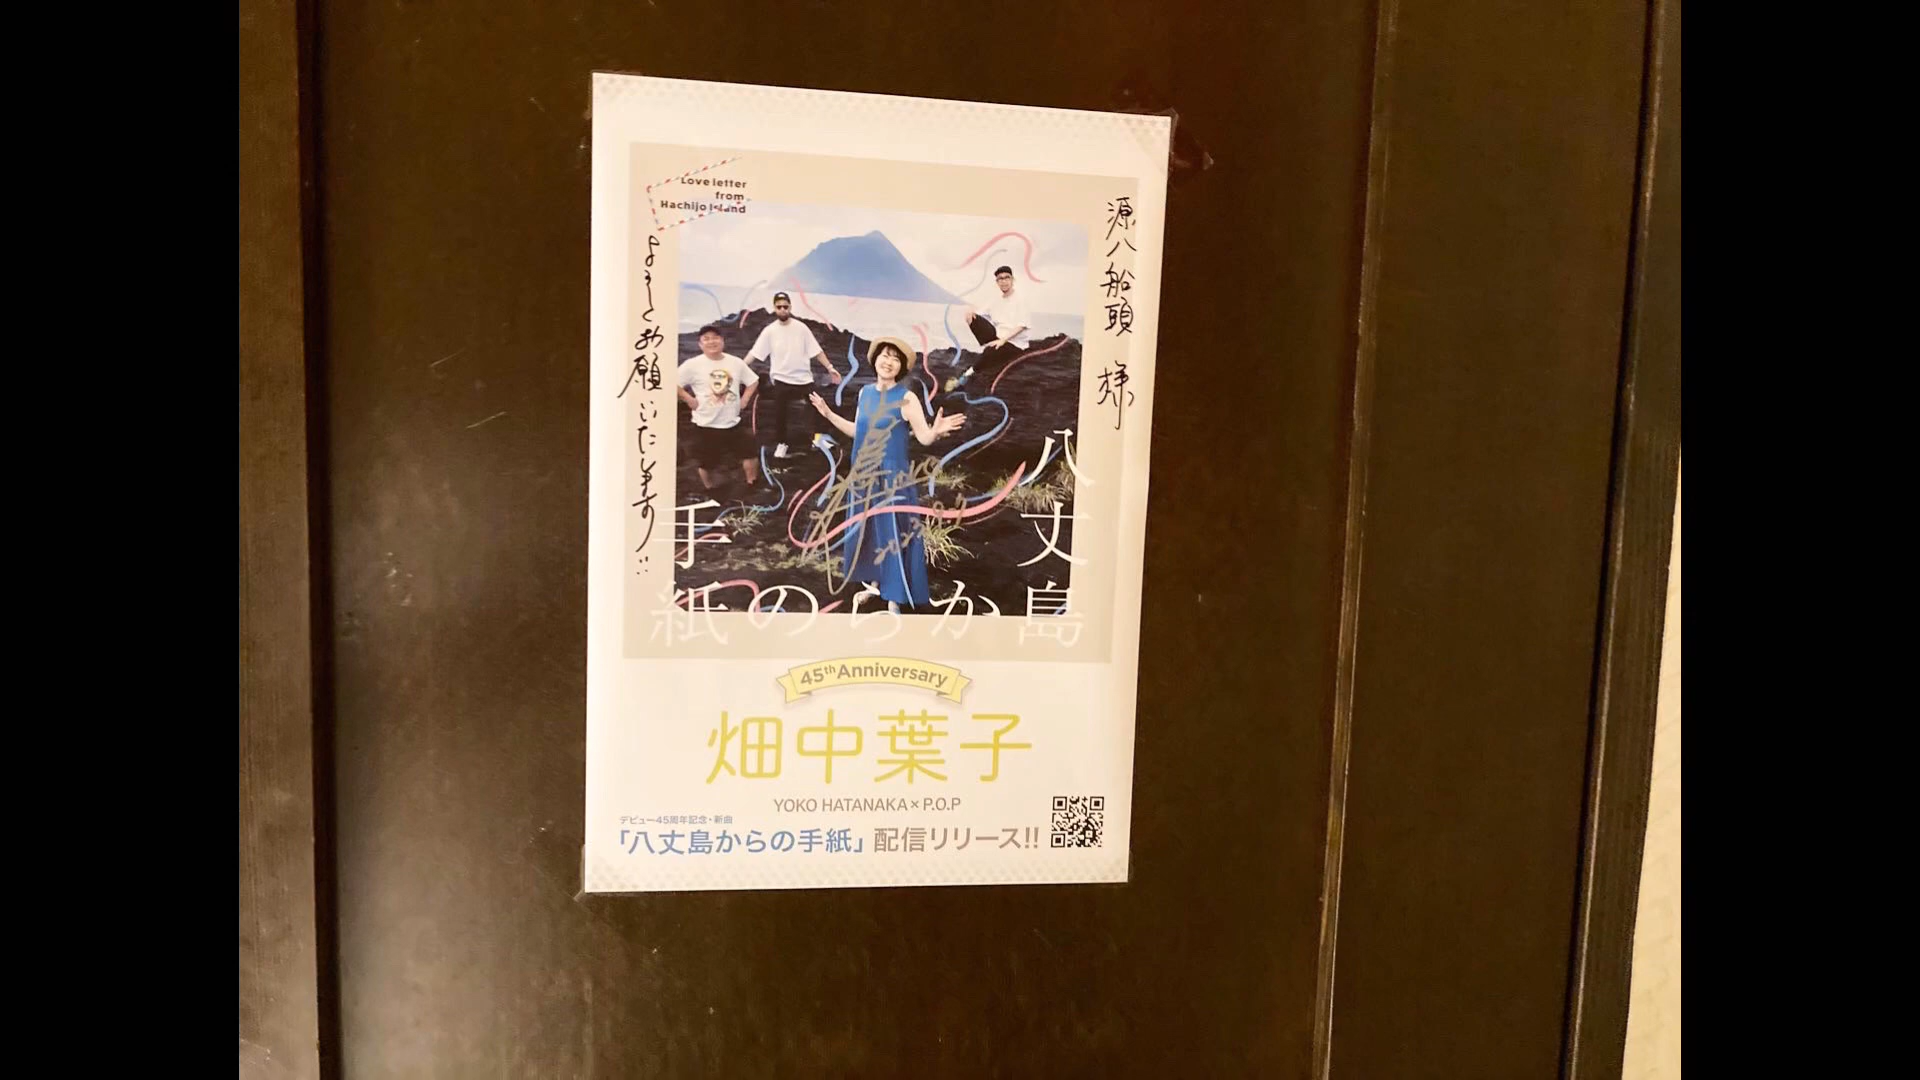 Love letter
from
Hachijo Island
源八船頭 様
よろしくお願いいたします!!
八丈島からの手紙
2023.9.7
45th Anniversary
畑中葉子
YOKO HATANAKA × P.O.P
デビュー45周年記念・新曲
「八丈島からの手紙」配信リリース!!